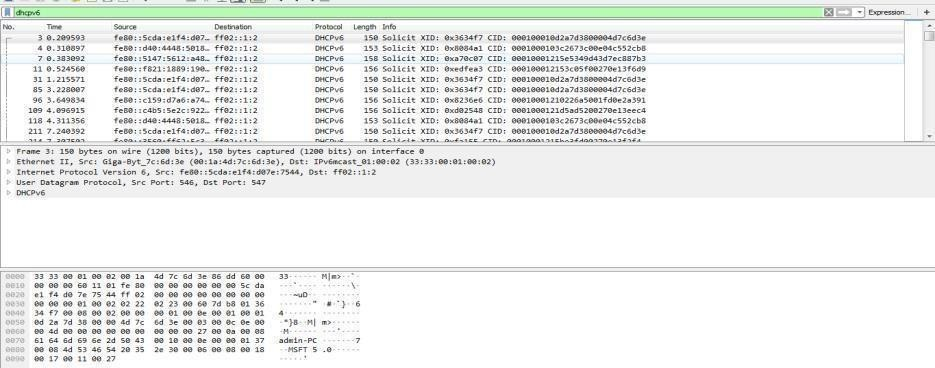 dhcpv6
Expression... +
No. Time Source Destination Protocol Length Info
3 0.209593 fe80::5cda:e1f4:d07… ff02::1:2 DHCPv6 150 Solicit XID: 0x3634f7 CID: 000100010d2a7d3800004d7c6d3e
4 0.310897 fe80::d40:4448:5018… ff02::1:2 DHCPv6 153 Solicit XID: 0x8084a1 CID: 000100103c2673c00e04c552cb8
7 0.383092 fe80::5147:5612:a48… ff02::1:2 DHCPv6 158 Solicit XID: 0xa70c07 CID: 00010001215e5349d43d7ec887b3
11 0.524560 fe80::f821:1889:190… ff02::1:2 DHCPv6 156 Solicit XID: 0xedfea3 CID: 000100012153c05f00270e13f6d9
31 1.215571 fe80::5cda:e1f4:d07… ff02::1:2 DHCPv6 150 Solicit XID: 0x3634f7 CID: 000100010d2a7d3800004d7c6d3e
85 3.228007 fe80::5cda:e1f4:d07… ff02::1:2 DHCPv6 150 Solicit XID: 0x3634f7 CID: 000100010d2a7d3800004d7c6d3e
96 3.649834 fe80::c159:d7a6:a74… ff02::1:2 DHCPv6 156 Solicit XID: 0x8236e6 CID: 00010001210226a5001fd0e2a391
109 4.096915 fe80::c4b5:5e2c:922… ff02::1:2 DHCPv6 156 Solicit XID: 0xd02548 CID: 0001000121d5ad5200270e13eec4
118 4.311356 fe80::d40:4448:5018… ff02::1:2 DHCPv6 153 Solicit XID: 0x8084a1 CID: 000100103c2673c00e04c552cb8
211 7.240392 fe80::5cda:e1f4:d07… ff02::1:2 DHCPv6 150 Solicit XID: 0x3634f7 CID: 000100010d2a7d3800004d7c6d3e
Frame 3: 150 bytes on wire (1200 bits), 150 bytes captured (1200 bits) on interface 0
Ethernet II, Src: Giga-Byt_7c:6d:3e (00:1a:4d:7c:6d:3e), Dst: IPv6mcast_01:00:02 (33:33:00:01:00:02)
Internet Protocol Version 6, Src: fe80::5cda:e1f4:d07e:7544, Dst: ff02::1:2
User Datagram Protocol, Src Port: 546, Dst Port: 547
DHCPv6
0000 33 33 00 01 00 02 00 1a 4d 7c 6d 3e 86 dd 60 00 33······ M|m>··`·
0010 00 00 00 60 11 01 fe 80 00 00 00 00 00 00 5c da ···`···· ······\·
0020 e1 f4 d0 7e 75 44 ff 02 00 00 00 00 00 00 00 00 ···~uD·· ········
0030 00 00 00 01 00 02 02 22 02 23 00 60 7d b8 01 36 ·······" ·#·`}··6
0040 34 f7 00 08 00 02 00 00 00 01 00 0e 00 01 00 01 4······· ········
0050 0d 2a 7d 38 00 00 4d 7c 6d 3e 00 03 00 0c 0e 00 ·*}8··M| m>······
0060 00 4d 00 00 00 00 00 00 00 00 00 27 00 0a 00 08 ·M······ ···'····
0070 61 64 6d 69 6e 2d 50 43 00 10 00 0e 00 00 01 37 admin-PC ·······7
0080 00 08 4d 53 46 54 20 35 2e 30 00 06 00 08 00 18 ··MSFT 5 .0······
0090 00 17 00 11 00 27 ·····'